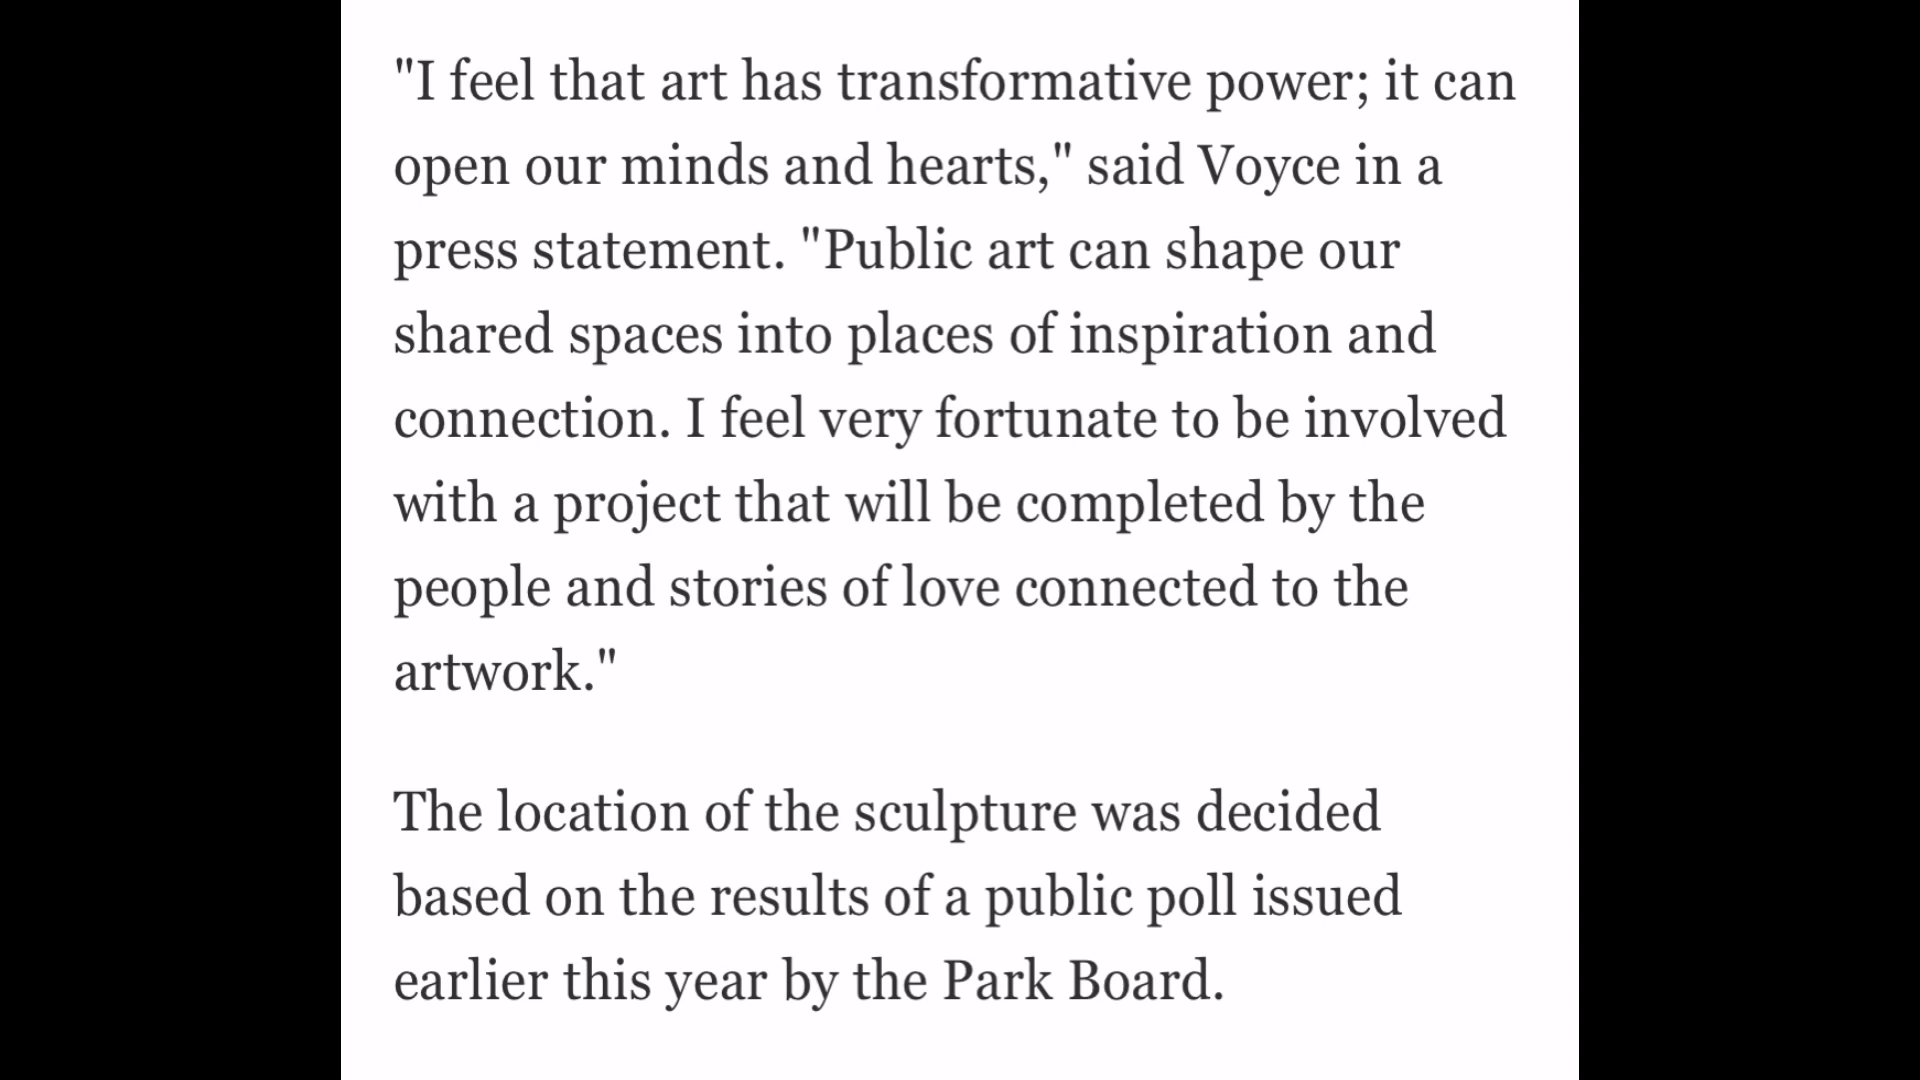 "I feel that art has transformative power; it can
open our minds and hearts," said Voyce in a
press statement. "Public art can shape our
shared spaces into places of inspiration and
connection. I feel very fortunate to be involved
with a project that will be completed by the
people and stories of love connected to the
artwork."
The location of the sculpture was decided
based on the results of a public poll issued
earlier this year by the Park Board.